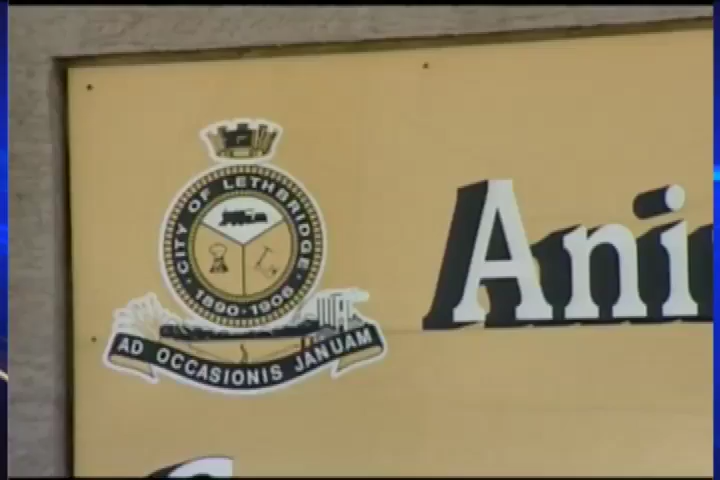 CITY OF LETHBRIDGE
1890 · 1906
AD OCCASIONIS JANUAM
Ani